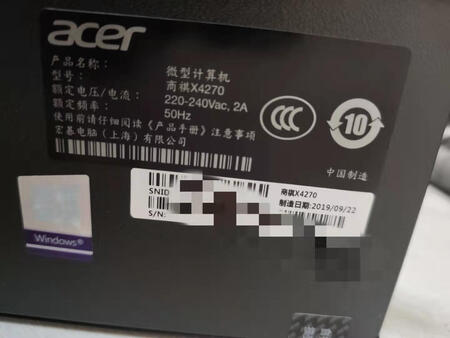 acer
产品名称: 微型计算机
型号: 商祺X4270
额定电压/电流: 220-240Vac, 2A
额定频率: 50Hz
使用前请仔细阅读《产品手册》注意事项
宏碁电脑(上海)有限公司
CCC
10
中国制造
Windows®
SNID
S/N:
商祺X4270
制造日期:2019/09/22